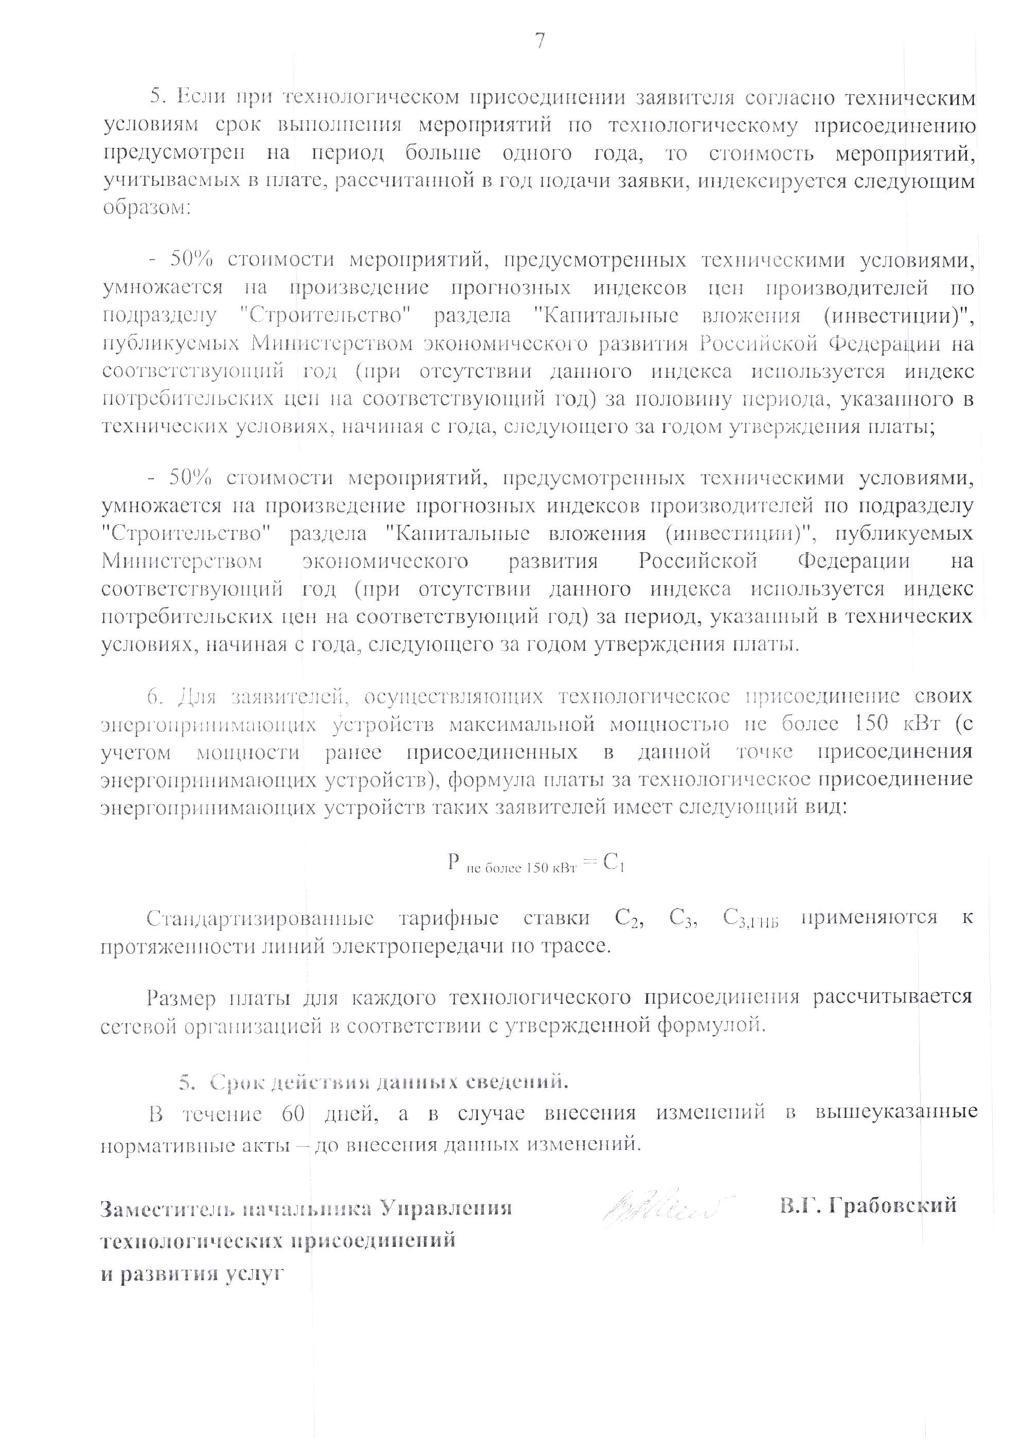 7
5. Если при технологическом присоединении заявителя согласно техническим
условиям срок выполнения мероприятий по технологическому присоединению
предусмотрен на период больше одного года, то стоимость мероприятий,
учитываемых в плате, рассчитанной в год подачи заявки, индексируется следующим
образом:
- 50% стоимости мероприятий, предусмотренных техническими условиями,
умножается на произведение прогнозных индексов цен производителей по
подразделу "Строительство" раздела "Капитальные вложения (инвестиции)",
публикуемых Министерством экономического развития Российской Федерации на
соответствующий год (при отсутствии данного индекса используется индекс
потребительских цен на соответствующий год) за половину периода, указанного в
технических условиях, начиная с года, следующего за годом утверждения платы;
- 50% стоимости мероприятий, предусмотренных техническими условиями,
умножается на произведение прогнозных индексов производителей по подразделу
"Строительство" раздела "Капитальные вложения (инвестиции)", публикуемых
Министерством экономического развития Российской Федерации на
соответствующий год (при отсутствии данного индекса используется индекс
потребительских цен на соответствующий год) за период, указанный в технических
условиях, начиная с года, следующего за годом утверждения платы.
6. Для заявителей, осуществляющих технологическое присоединение своих
энергопринимающих устройств максимальной мощностью не более 150 кВт (с
учетом мощности ранее присоединенных в данной точке присоединения
энергопринимающих устройств), формула платы за технологическое присоединение
энергопринимающих устройств таких заявителей имеет следующий вид:
Р не более 150 кВт = С1
Стандартизированные тарифные ставки С2, С3, С3,ГНБ применяются к
протяженности линий электропередачи по трассе.
Размер платы для каждого технологического присоединения рассчитывается
сетевой организацией в соответствии с утвержденной формулой.
5. Срок действия данных сведений.
В течение 60 дней, а в случае внесения изменений в вышеуказанные
нормативные акты – до внесения данных изменений.
Заместитель начальника Управления В.Г. Грабовский
технологических присоединений
и развития услуг